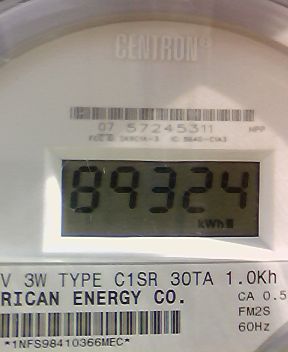 CENTRON®
07 57245311
HPP
89324
kWh
V 3W TYPE C1SR 30TA 1.0Kh
RICAN ENERGY CO.
CA 0.5
FM2S
60Hz
*1NFS98410366MEC*